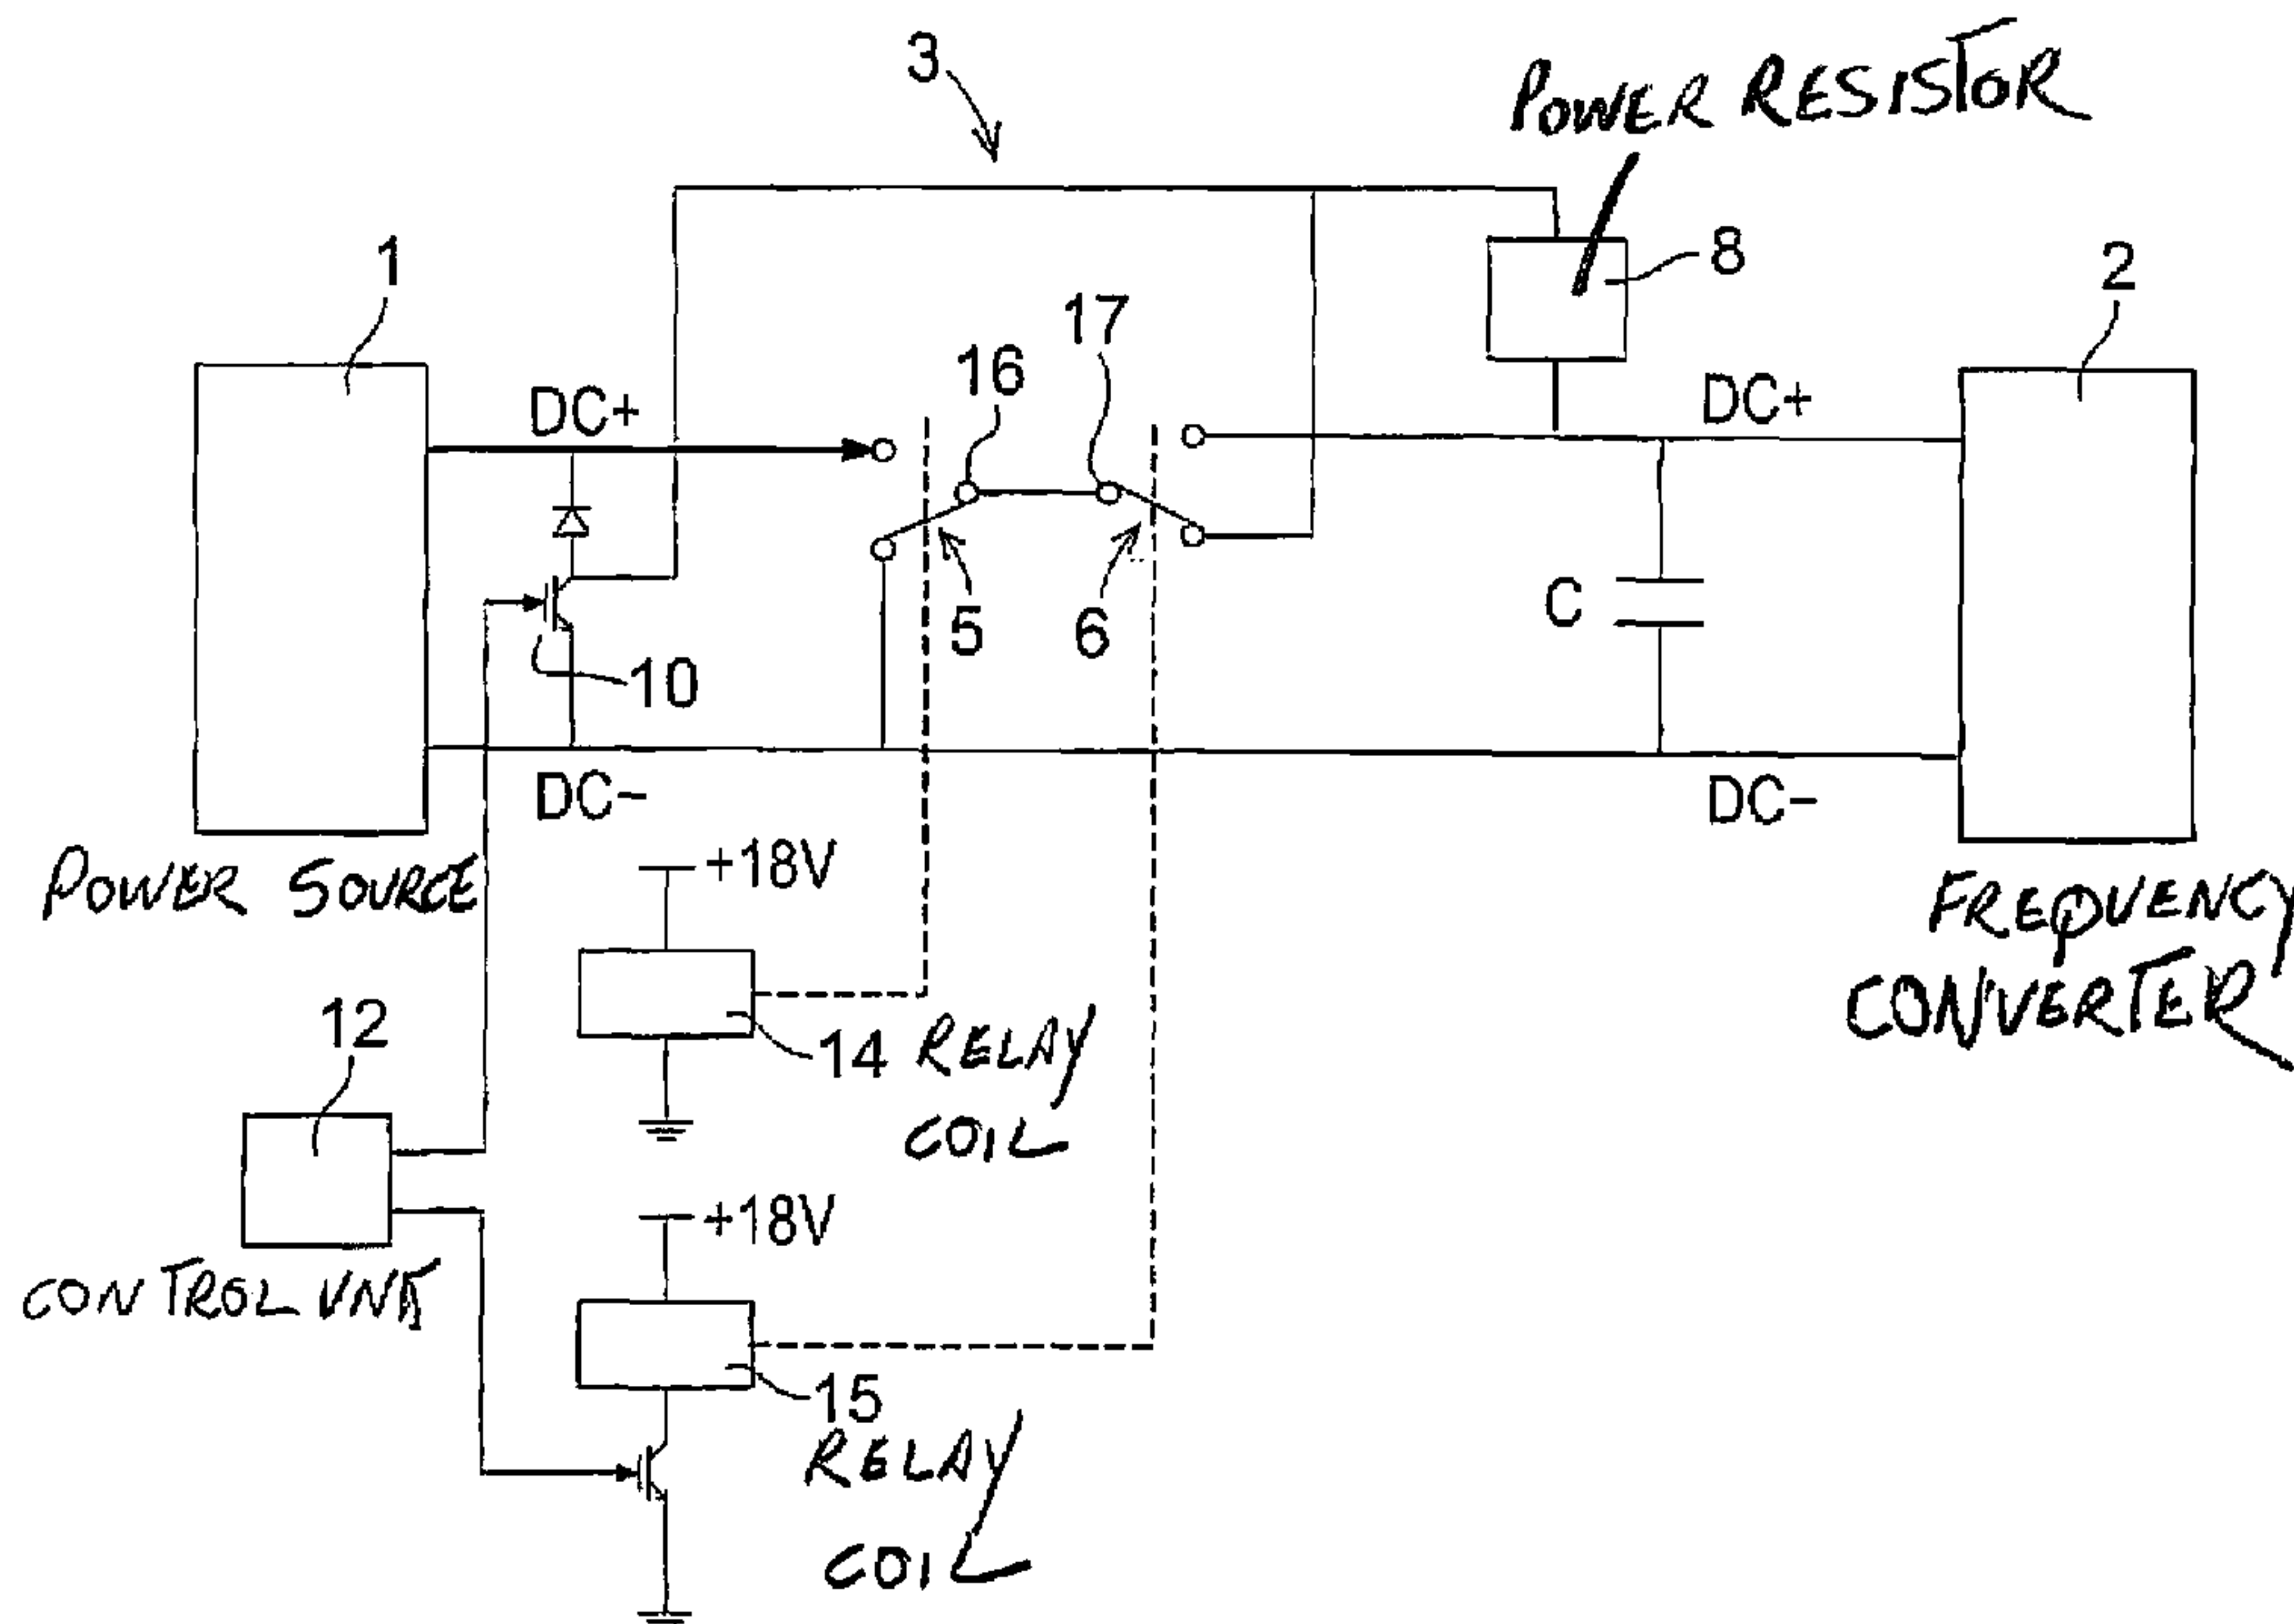 3
POWER RESISTOR
1
8
2
17
16
DC+
DC+
5
6
C
10
DC-
DC-
POWER SOURCE
+18V
FREQUENCY
CONVERTER
12
14 RELAY
COIL
+18V
CONTROL UNIT
15
RELAY
COIL